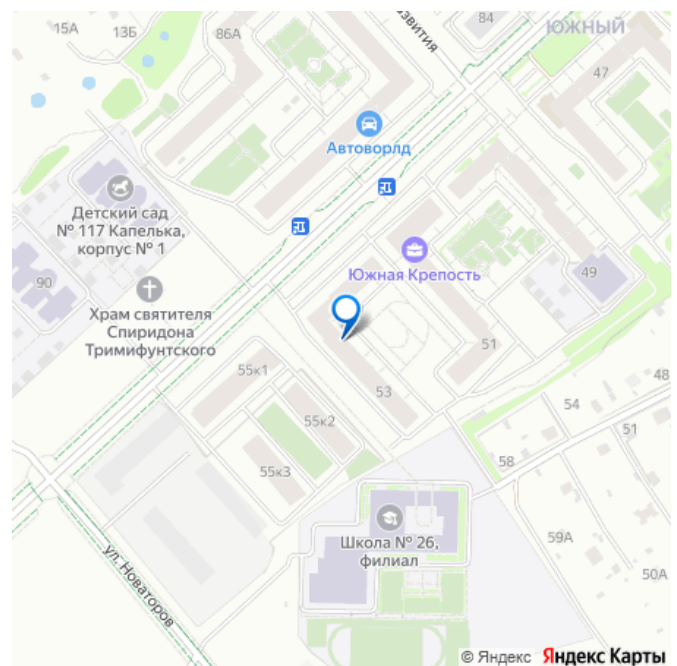 15А
13Б
86А
84
ЮЖНЫЙ
47
Автоворлд
Детский сад
№ 117 Капелька,
корпус № 1
90
Южная Крепость
49
Храм святителя
Спиридона
Тримифунтского
51
55к1
53
48
54
55к2
51
58
55к3
Школа № 26,
филиал
59А
50А
ул. Новаторов
© Яндекс Яндекс Карты